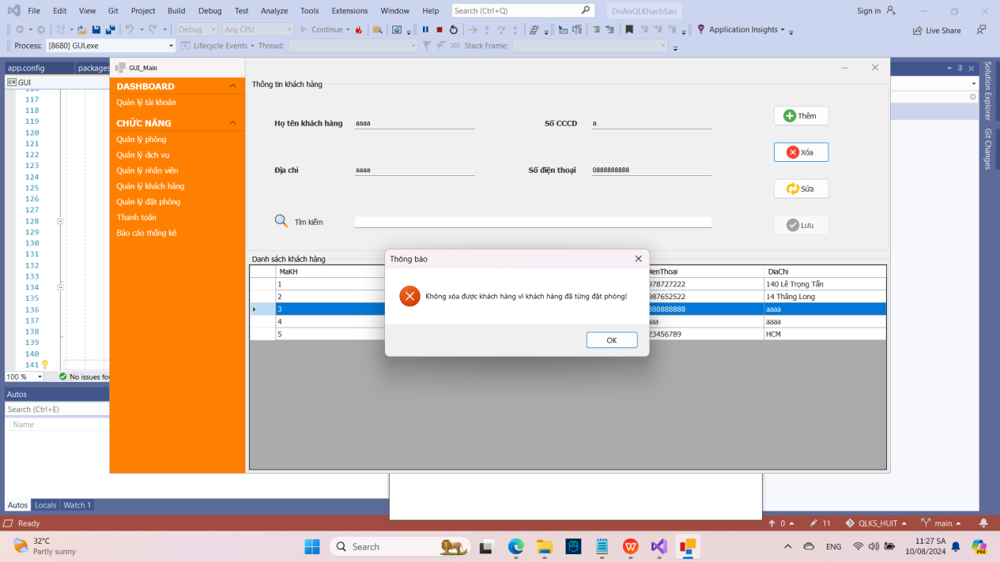 File Edit View Git Project Build Debug Test Analyze Tools Extensions Window Help Search (Ctrl+Q) DoAnQLKhachSan Sign in
Debug Any CPU Continue Application Insights Live Share
Process: [8680] GUI.exe Lifecycle Events Thread: Stack Frame:
app.config packages
GUI
GUI_Main
DASHBOARD
Quản lý tài khoản
CHỨC NĂNG
Quản lý phòng
Quản lý dịch vụ
Quản lý nhân viên
Quản lý khách hàng
Quản lý đặt phòng
Thanh toán
Báo cáo thống kê
Thông tin khách hàng
Họ tên khách hàng aaaa Số CCCD a
Địa chỉ aaaa Số điện thoại 0888888888
Tìm kiếm
Thêm
Xóa
Sửa
Lưu
Danh sách khách hàng
MaKH DienThoai DiaChi
1 978727222 140 Lê Trọng Tấn
2 987652522 14 Thăng Long
3 888888888 aaaa
4 aaa aaaa
5 23456789 HCM
Thông báo
Không xóa được khách hàng vì khách hàng đã từng đặt phòng!
OK
116
117
118
119
120
121
122
123
124
125
126
127
128
129
130
131
132
133
134
135
136
137
138
139
140
141
100 % No issues fou
Autos
Search (Ctrl+E)
Name
Autos Locals Watch 1
Solution Explorer
Git Changes
Ready 0 11 QLKS_HUIT main
32°C
Partly sunny
Search
ENG
11:27 SA
10/08/2024
PRE